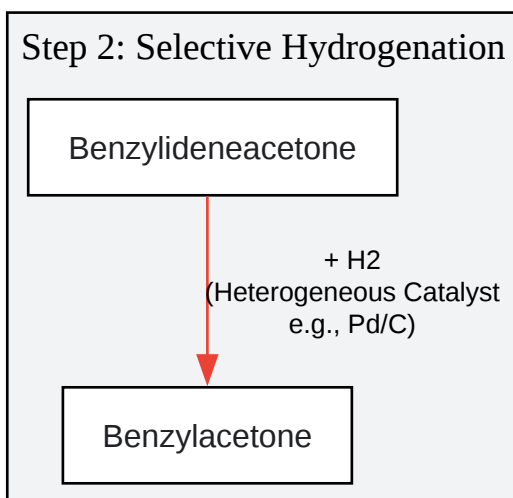 Step 2: Selective Hydrogenation
Benzylideneacetone
+ H2
(Heterogeneous Catalyst
e.g., Pd/C)
Benzylacetone